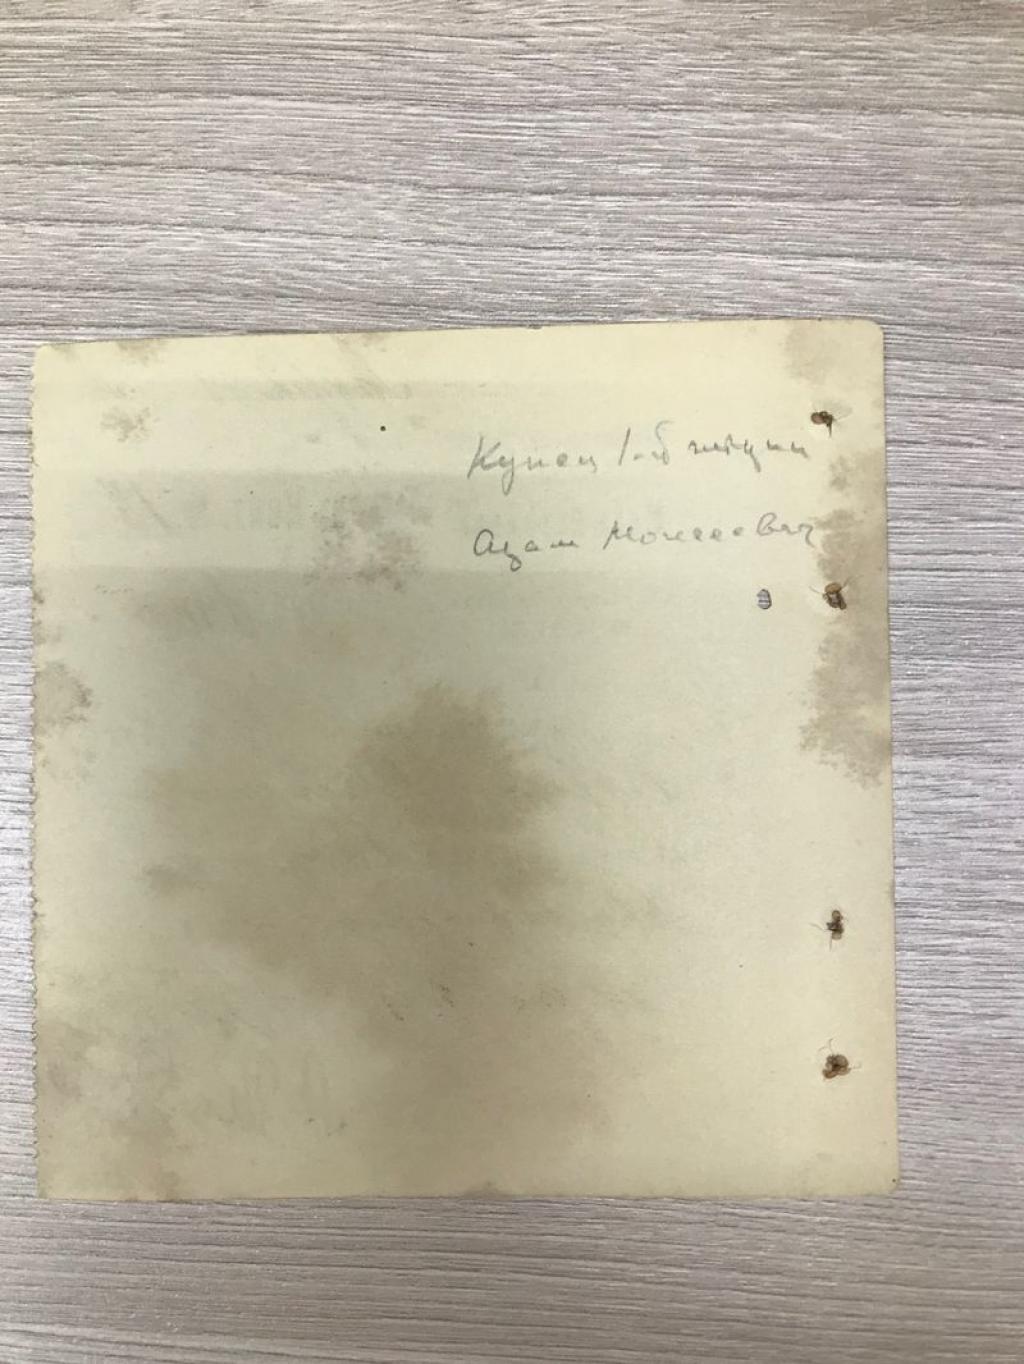 Купец 1-й гильдии
Адам Моисеевич